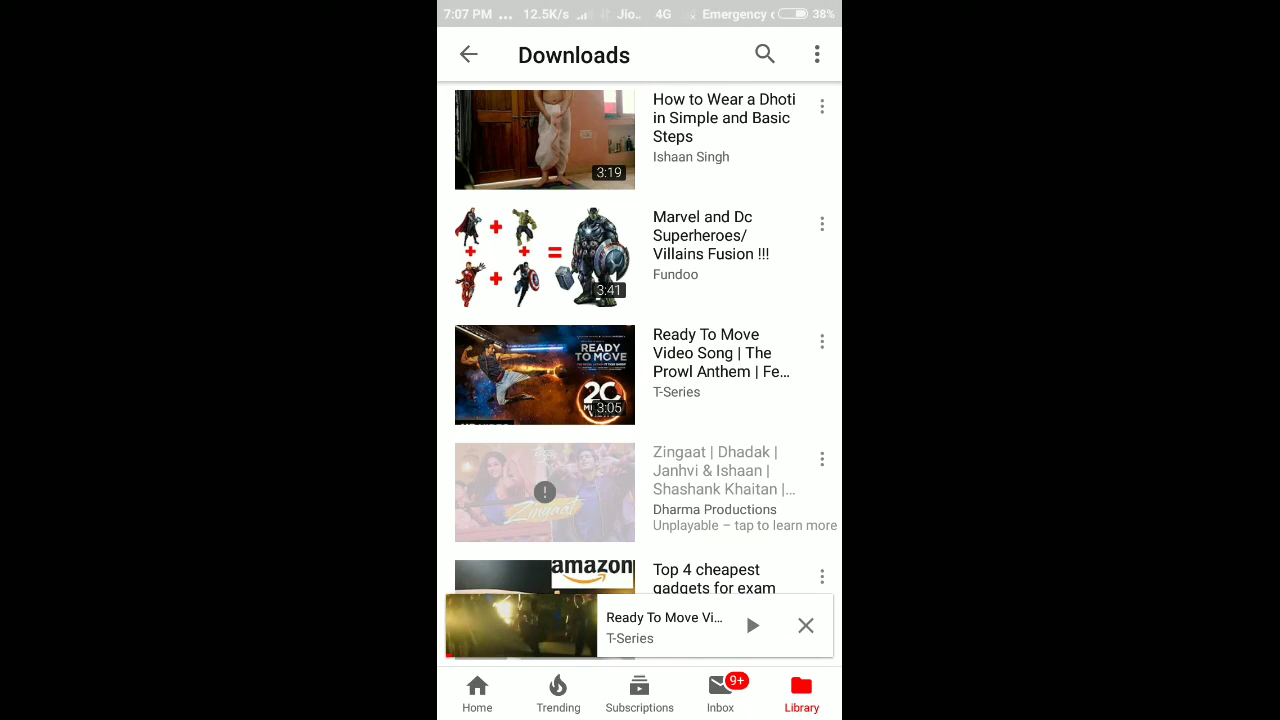 7:07 PM ... 12.5K/s Jio.. 4G Emergency c 38%
Downloads
How to Wear a Dhoti
in Simple and Basic
Steps
Ishaan Singh
3:19
Marvel and Dc
Superheroes/
Villains Fusion !!!
Fundoo
3:41
READY
TO MOVE
20
3:05
Ready To Move
Video Song | The
Prowl Anthem | Fe...
T-Series
Zingaat
Zingaat | Dhadak |
Janhvi & Ishaan |
Shashank Khaitan |...
Dharma Productions
Unplayable – tap to learn more
amazon
Top 4 cheapest
gadgets for exam
Ready To Move Vi...
T-Series
Home
Trending
Subscriptions
9+
Inbox
Library